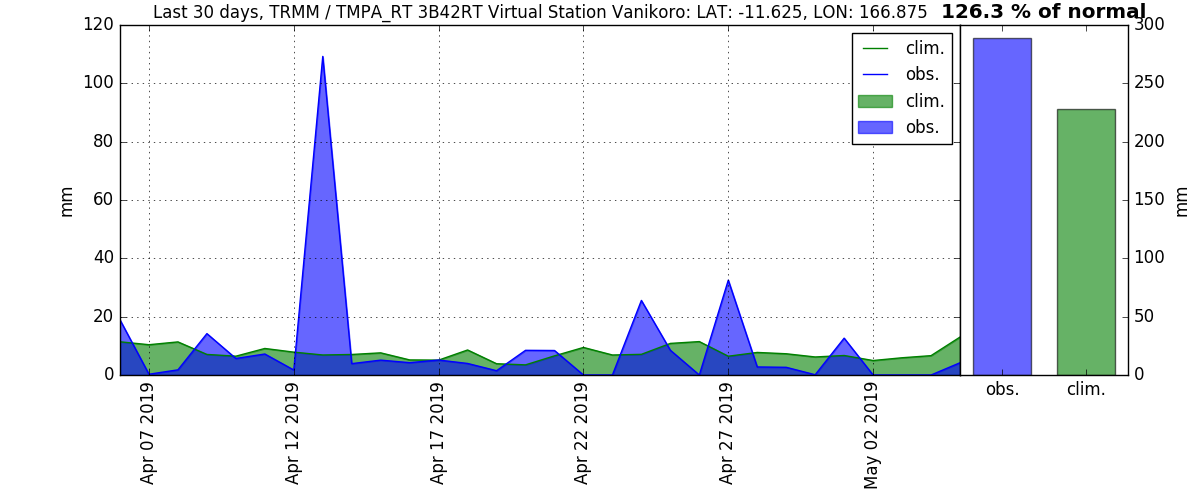 Last 30 days, TRMM / TMPA_RT 3B42RT Virtual Station Vanikoro: LAT: -11.625, LON: 166.875 126.3 % of normal
120
100
80
60
40
20
0
mm
clim.
obs.
clim.
obs.
300
250
200
150
100
50
0
mm
obs. clim.
Apr 07 2019
Apr 12 2019
Apr 17 2019
Apr 22 2019
Apr 27 2019
May 02 2019